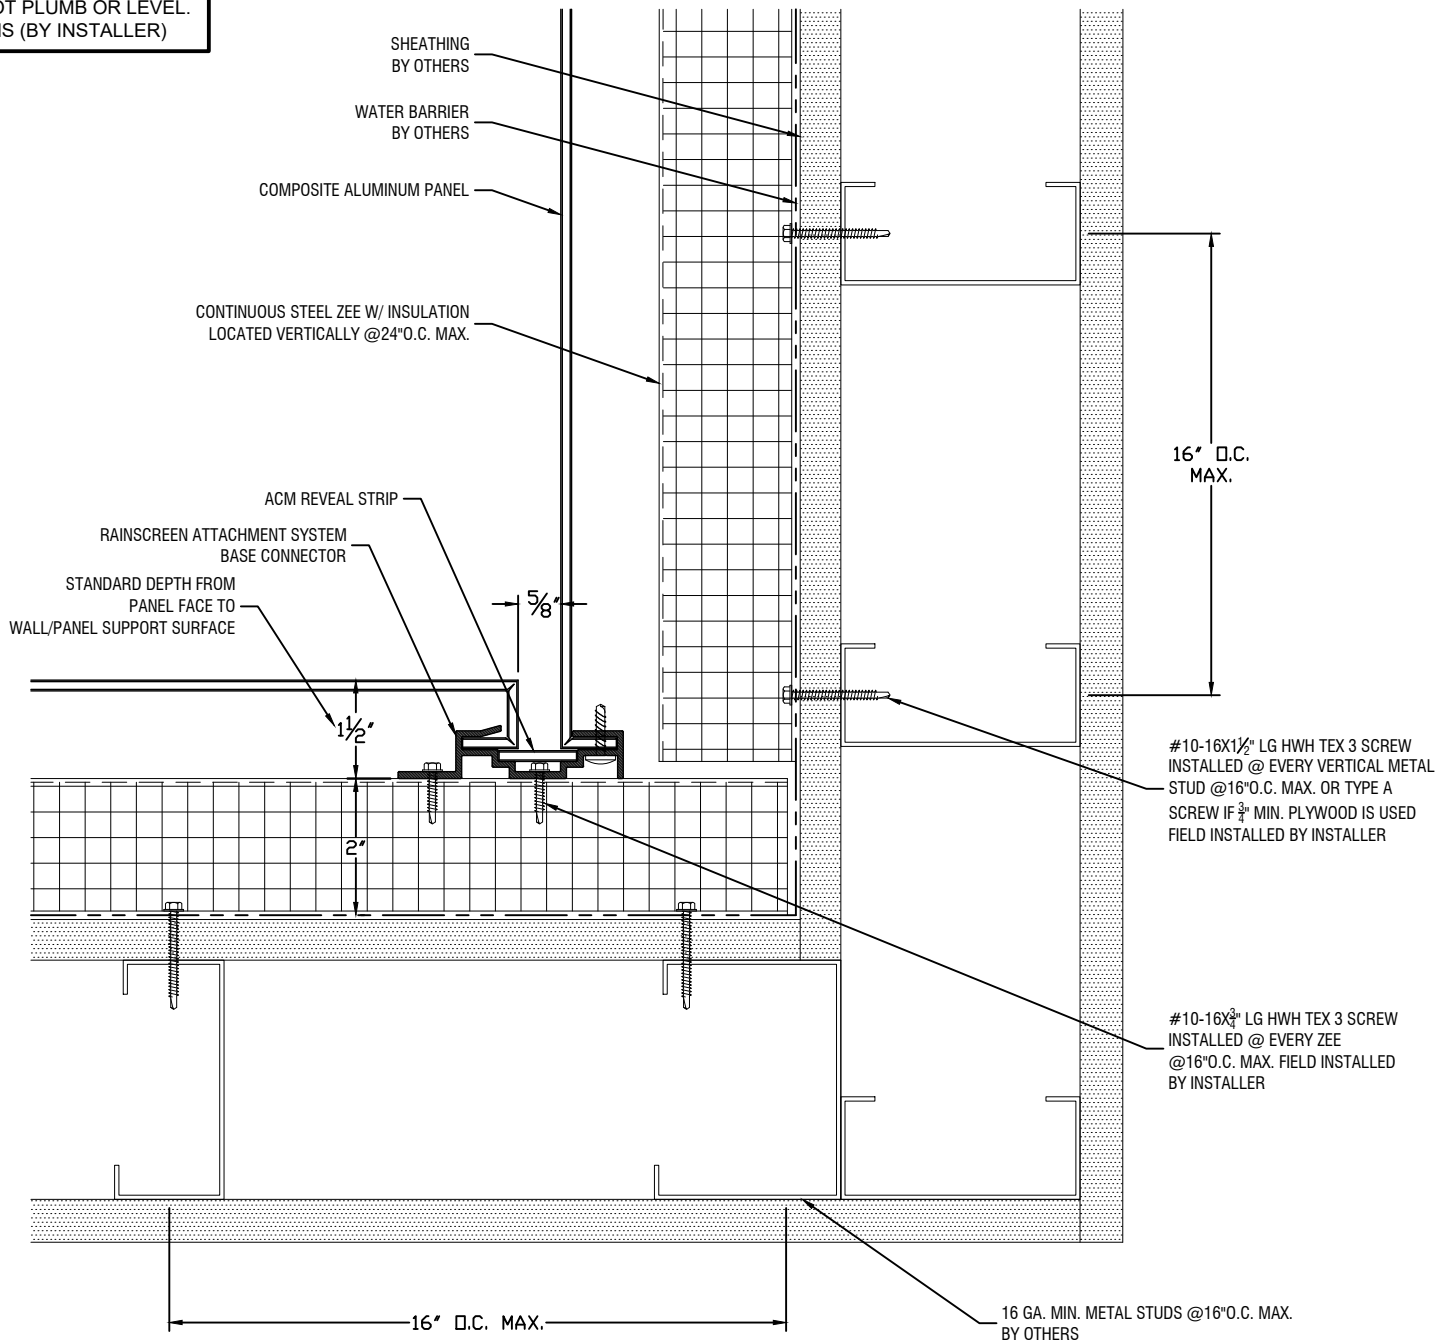 OT PLUMB OR LEVEL.
(BY INSTALLER)
SHEATHING
BY OTHERS
WATER BARRIER
BY OTHERS
COMPOSITE ALUMINUM PANEL
CONTINUOUS STEEL ZEE W/ INSULATION
LOCATED VERTICALLY @24"O.C. MAX.
16" O.C.
MAX.
ACM REVEAL STRIP
RAINSCREEN ATTACHMENT SYSTEM
BASE CONNECTOR
STANDARD DEPTH FROM
PANEL FACE TO
WALL/PANEL SUPPORT SURFACE
5/8"
1 1/2"
2"
#10-16X1 1/2" LG HWH TEX 3 SCREW
INSTALLED @ EVERY VERTICAL METAL
STUD @16"O.C. MAX. OR TYPE A
SCREW IF 3/4" MIN. PLYWOOD IS USED
FIELD INSTALLED BY INSTALLER
#10-16X3/4" LG HWH TEX 3 SCREW
INSTALLED @ EVERY ZEE
@16"O.C. MAX. FIELD INSTALLED
BY INSTALLER
16" O.C. MAX.
16 GA. MIN. METAL STUDS @16"O.C. MAX.
BY OTHERS